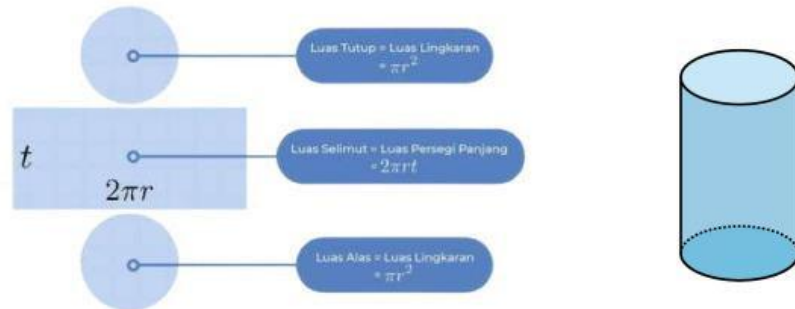 Luas Tutup = Luas Lingkaran
= πr²
Luas Selimut = Luas Persegi Panjang
= 2πrt
t
2πr
Luas Alas = Luas Lingkaran
= πr²